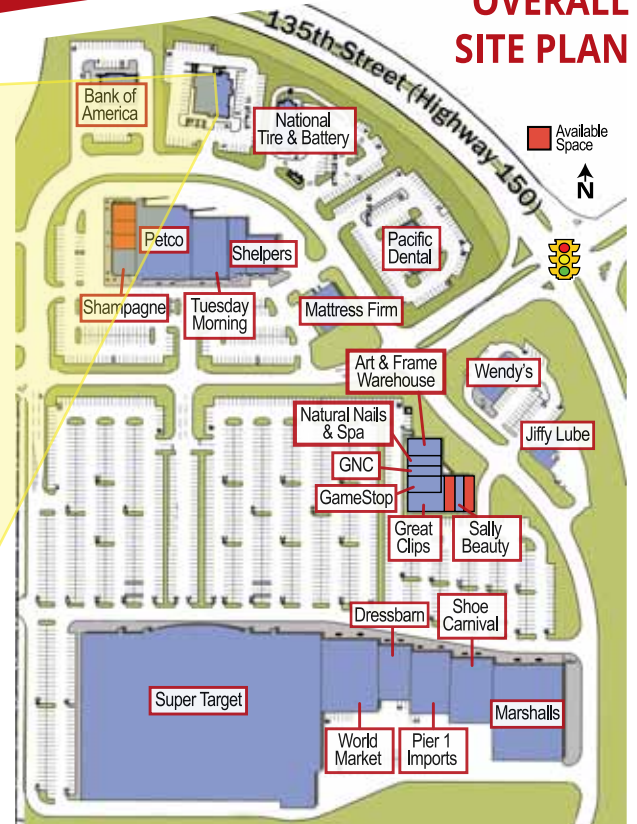 OVERALL
SITE PLAN
135th Street (Highway 150)
Available
Space
N
Bank of
America
National
Tire & Battery
Petco
Shelpers
Pacific
Dental
Shampagne
Tuesday
Morning
Mattress Firm
Art & Frame
Warehouse
Wendy's
Natural Nails
& Spa
Jiffy Lube
GNC
GameStop
Great
Clips
Sally
Beauty
Dressbarn
Shoe
Carnival
Super Target
Marshalls
World
Market
Pier 1
Imports